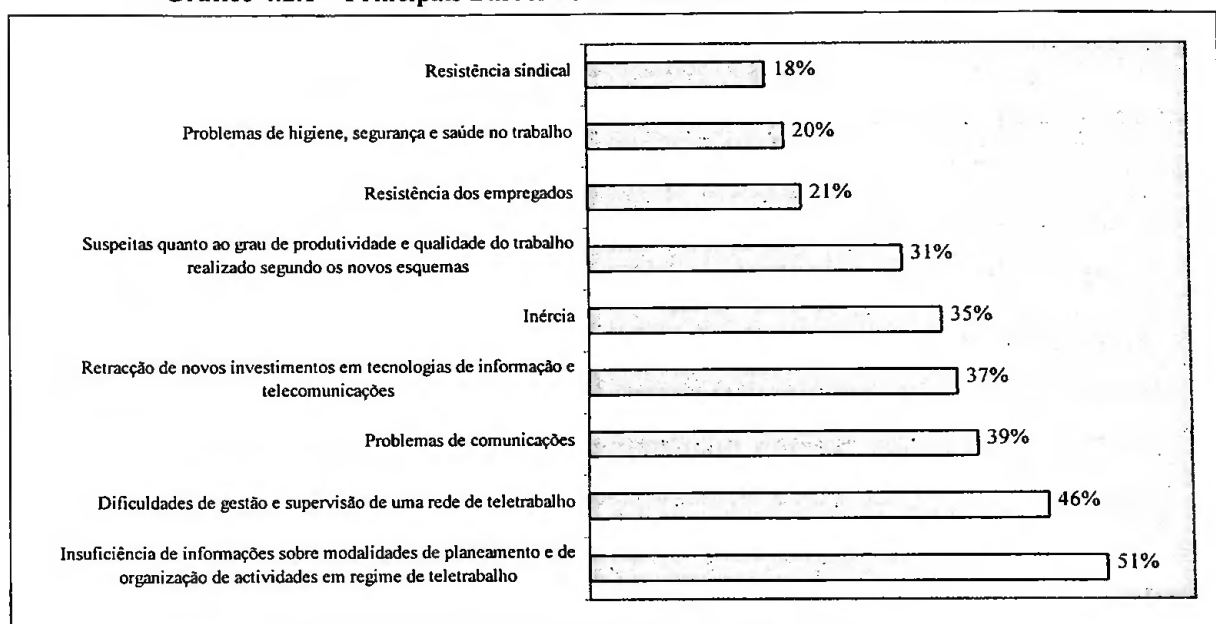 Resistência sindical
18%
Problemas de higiene, segurança e saúde no trabalho
20%
Resistência dos empregados
21%
Suspeitas quanto ao grau de produtividade e qualidade do trabalho
realizado segundo os novos esquemas
31%
Inércia
35%
Retracção de novos investimentos em tecnologias de informação e
telecomunicações
37%
Problemas de comunicações
39%
Dificuldades de gestão e supervisão de uma rede de teletrabalho
46%
Insuficiência de informações sobre modalidades de planeamento e de
organização de actividades em regime de teletrabalho
51%